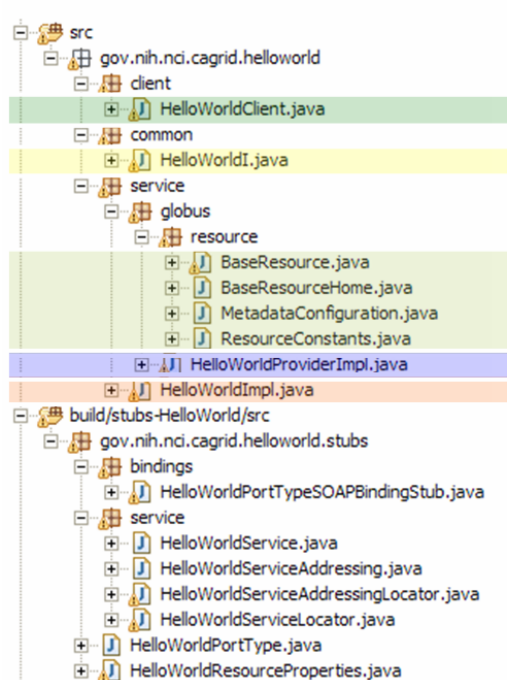 src
gov.nih.nci.cagrid.helloworld
client
HelloWorldClient.java
common
HelloWorldI.java
service
globus
resource
BaseResource.java
BaseResourceHome.java
MetadataConfiguration.java
ResourceConstants.java
HelloWorldProviderImpl.java
HelloWorldImpl.java
build/stubs-HelloWorld/src
gov.nih.nci.cagrid.helloworld.stubs
bindings
HelloWorldPortTypeSOAPBindingStub.java
service
HelloWorldService.java
HelloWorldServiceAddressing.java
HelloWorldServiceAddressingLocator.java
HelloWorldServiceLocator.java
HelloWorldPortType.java
HelloWorldResourceProperties.java